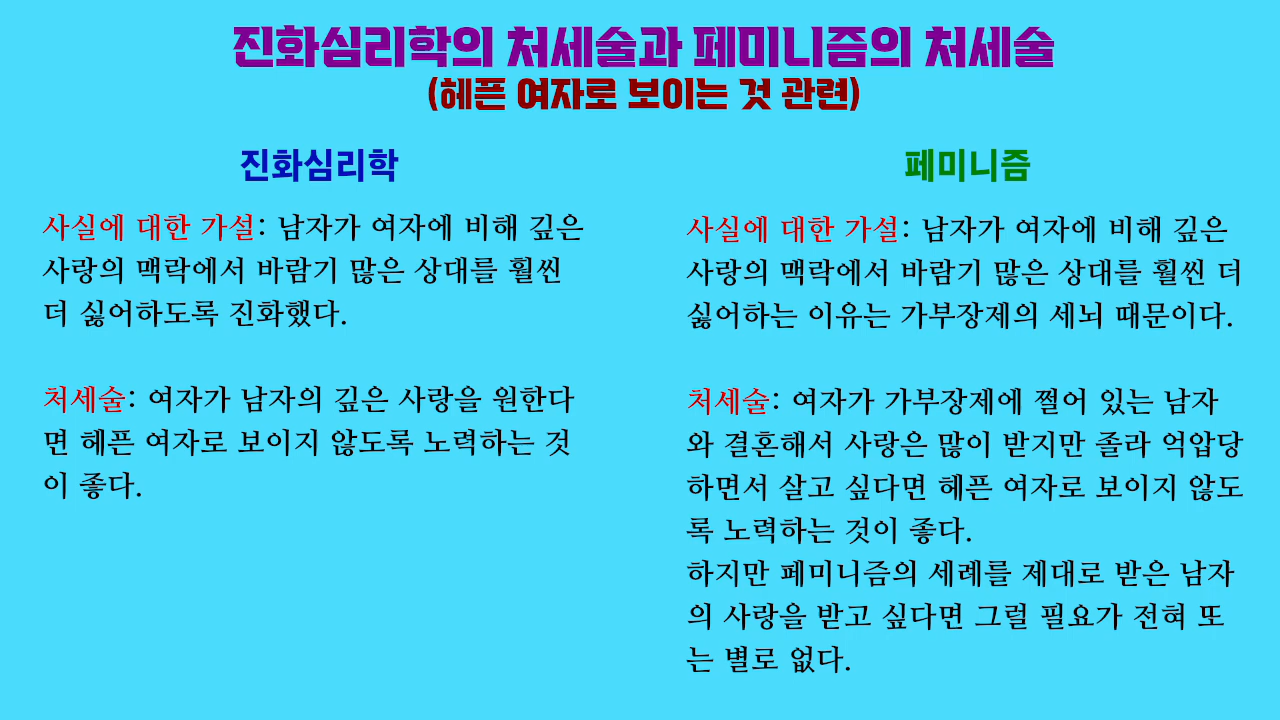 진화심리학의 처세술과 페미니즘의 처세술
(헤픈 여자로 보이는 것 관련)
진화심리학
사실에 대한 가설: 남자가 여자에 비해 깊은
사랑의 맥락에서 바람기 많은 상대를 훨씬
더 싫어하도록 진화했다.
처세술: 여자가 남자의 깊은 사랑을 원한다
면 헤픈 여자로 보이지 않도록 노력하는 것
이 좋다.
페미니즘
사실에 대한 가설: 남자가 여자에 비해 깊은
사랑의 맥락에서 바람기 많은 상대를 훨씬 더
싫어하는 이유는 가부장제의 세뇌 때문이다.
처세술: 여자가 가부장제에 쩔어 있는 남자
와 결혼해서 사랑은 많이 받지만 졸라 억압당
하면서 살고 싶다면 헤픈 여자로 보이지 않도
록 노력하는 것이 좋다.
하지만 페미니즘의 세례를 제대로 받은 남자
의 사랑을 받고 싶다면 그럴 필요가 전혀 또
는 별로 없다.